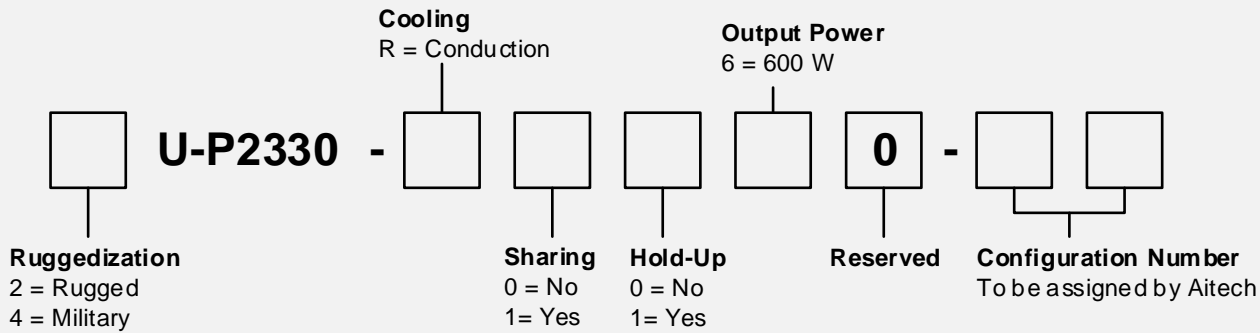 Cooling
R = Conduction
Output Power
6 = 600 W
U-P2330 - 0 -
Ruggedization
2 = Rugged
4 = Military
Sharing
0 = No
1= Yes
Hold-Up
0 = No
1= Yes
Reserved
Configuration Number
To be assigned by Aitech